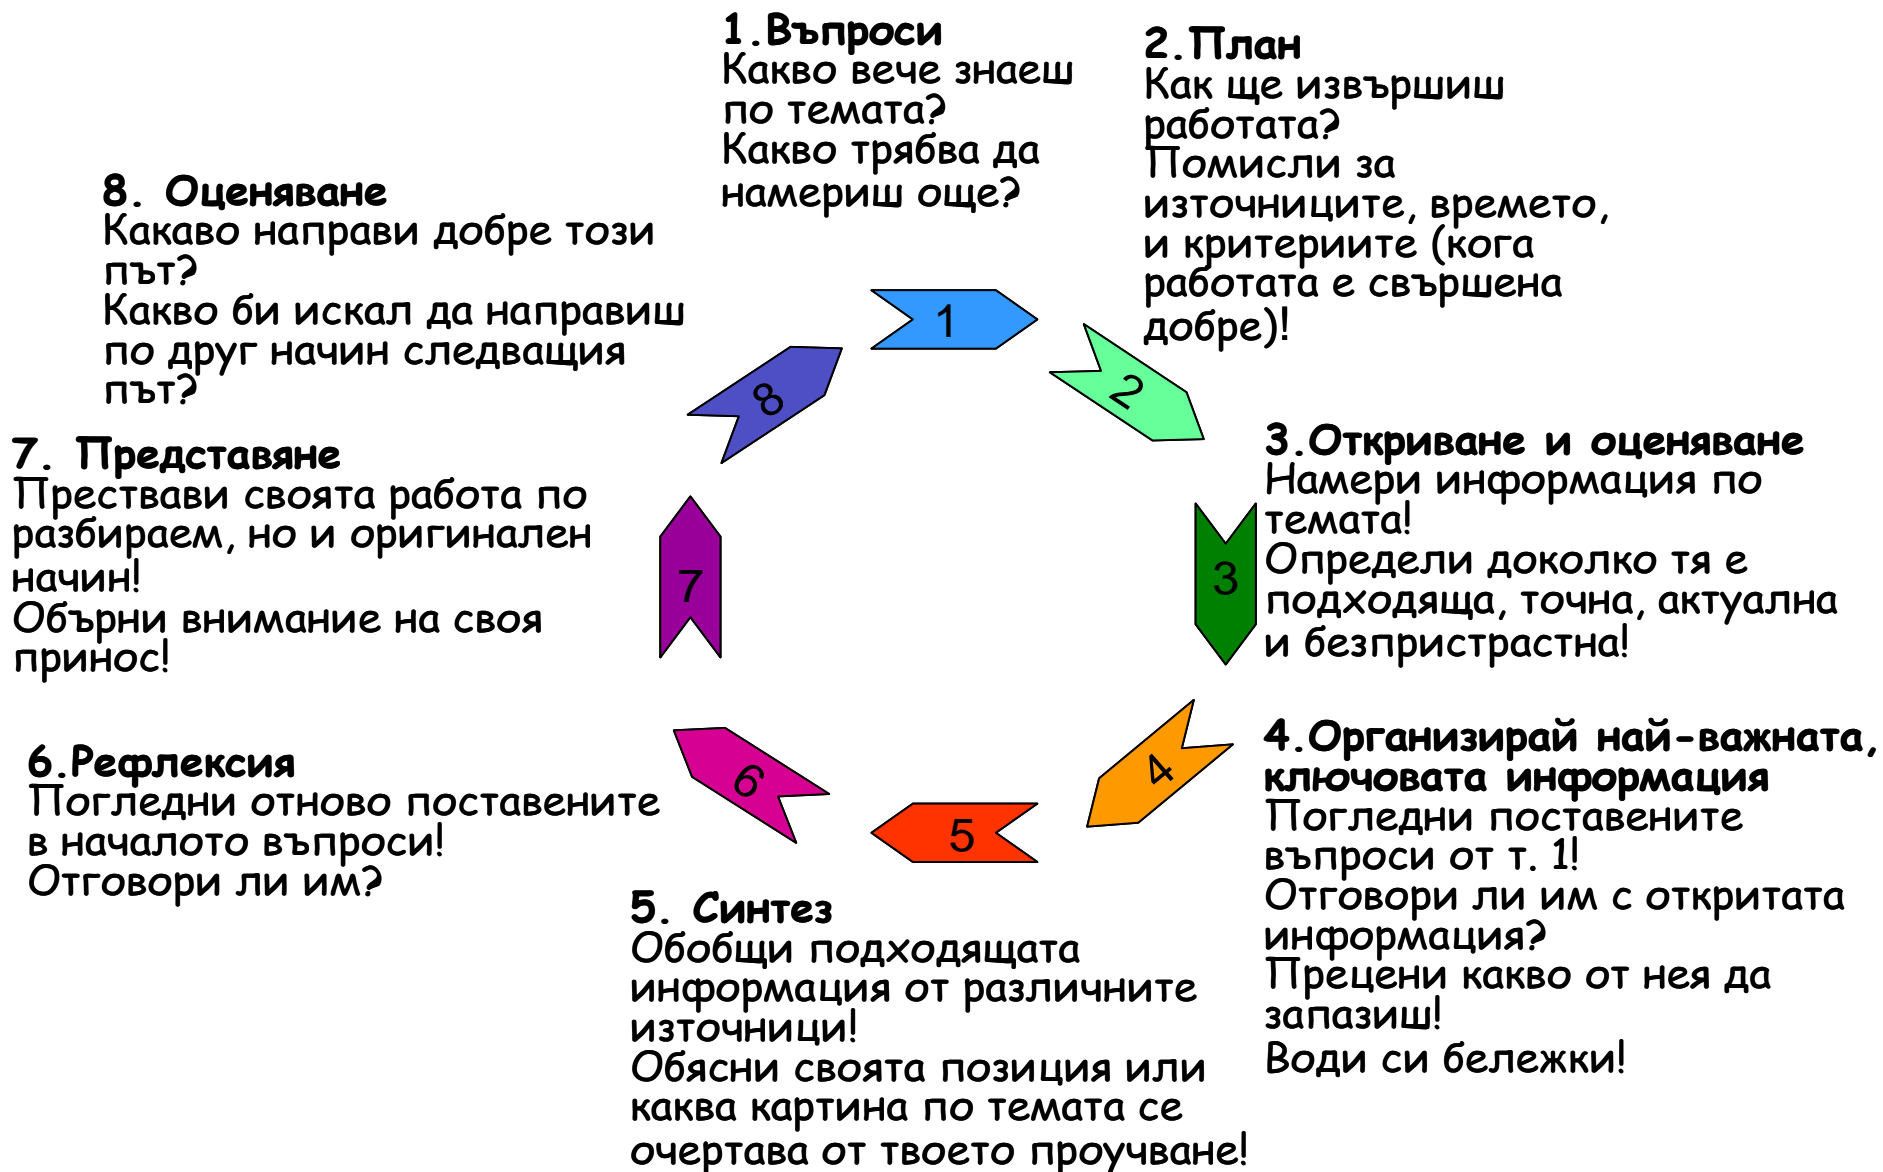 1.Въпроси
Какво вече знаеш
по темата?
Какво трябва да
намериш още?
2.План
Как ще извършиш
работата?
Помисли за
източниците, времето,
и критериите (кога
работата е свършена
добре)!
3.Откриване и оценяване
Намери информация по
темата!
Определи доколко тя е
подходяща, точна, актуална
и безпристрастна!
4.Организирай най-важната,
ключовата информация
Погледни поставените
въпроси от т. 1!
Отговори ли им с откритата
информация?
Прецени какво от нея да
запазиш!
Води си бележки!
5. Синтез
Обобщи подходящата
информация от различните
източници!
Обясни своята позиция или
каква картина по темата се
очертава от твоето проучване!
6.Рефлексия
Погледни отново поставените
в началото въпроси!
Отговори ли им?
7. Представяне
Прествави своята работа по
разбираем, но и оригинален
начин!
Обърни внимание на своя
принос!
8. Оценяване
Какаво направи добре този
път?
Какво би искал да направиш
по друг начин следващия
път?
1
2
3
4
5
6
7
8